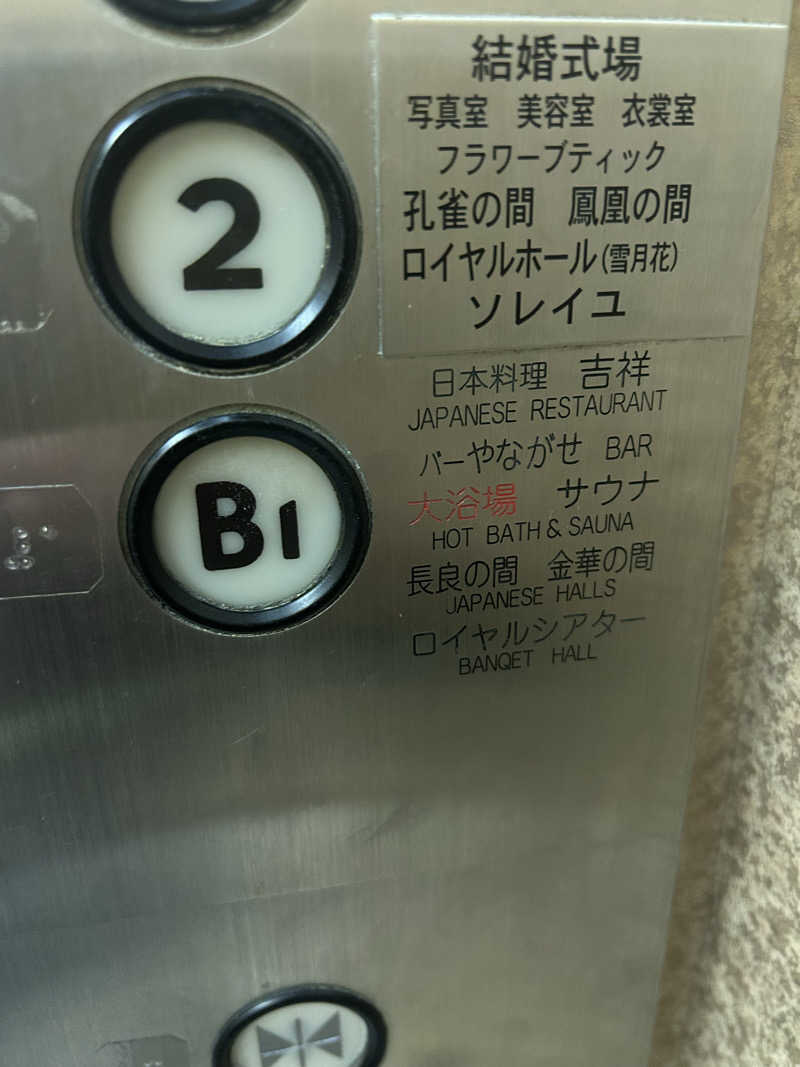 2
結婚式場
写真室 美容室 衣裳室
フラワーブティック
孔雀の間 鳳凰の間
ロイヤルホール(雪月花)
ソレイユ
B1
日本料理 吉祥
JAPANESE RESTAURANT
バーやながせ BAR
大浴場 サウナ
HOT BATH & SAUNA
長良の間 金華の間
JAPANESE HALLS
ロイヤルシアター
BANQET HALL